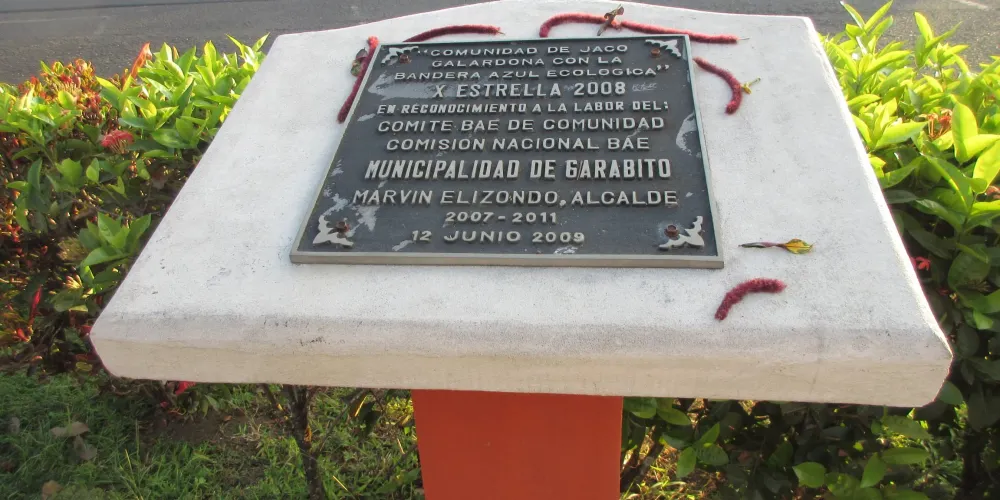 "COMUNIDAD DE JACO
GALARDONA CON LA
BANDERA AZUL ECOLOGICA"
X ESTRELLA 2008
EN RECONOCIMIENTO A LA LABOR DEL:
COMITE BAE DE COMUNIDAD
COMISIÓN NACIONAL BAE
MUNICIPALIDAD DE GARABITO
MARVIN ELIZONDO, ALCALDE
2007-2011
12 JUNIO 2009